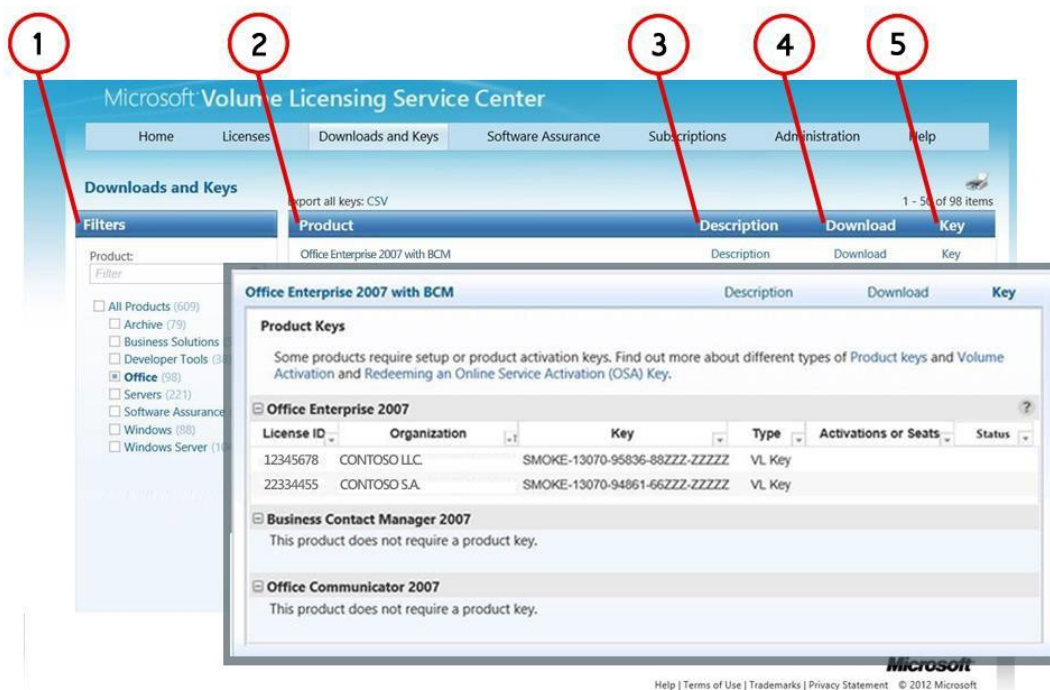 1 2 3 4 5
Microsoft Volume Licensing Service Center
Home Licenses Downloads and Keys Software Assurance Subscriptions Administration Help
Downloads and Keys
Export all keys: CSV
1 - 50 of 98 items
Filters
Product Description Download Key
Product:
Office Enterprise 2007 with BCM Description Download Key
Filter
All Products (609)
Archive (79)
Business Solutions
Developer Tools
Office (98)
Servers (221)
Software Assurance
Windows (88)
Windows Server
Office Enterprise 2007 with BCM Description Download Key
Product Keys
Some products require setup or product activation keys. Find out more about different types of Product keys and Volume
Activation and Redeeming an Online Service Activation (OSA) Key.
Office Enterprise 2007 ?
License ID Organization Key Type Activations or Seats Status
12345678 CONTOSO LLC. SMOKE-13070-95836-88ZZZ-ZZZZZ VL Key
22334455 CONTOSO S.A. SMOKE-13070-94861-66ZZZ-ZZZZZ VL Key
Business Contact Manager 2007
This product does not require a product key.
Office Communicator 2007
This product does not require a product key.
Microsoft
Help | Terms of Use | Trademarks | Privacy Statement © 2012 Microsoft